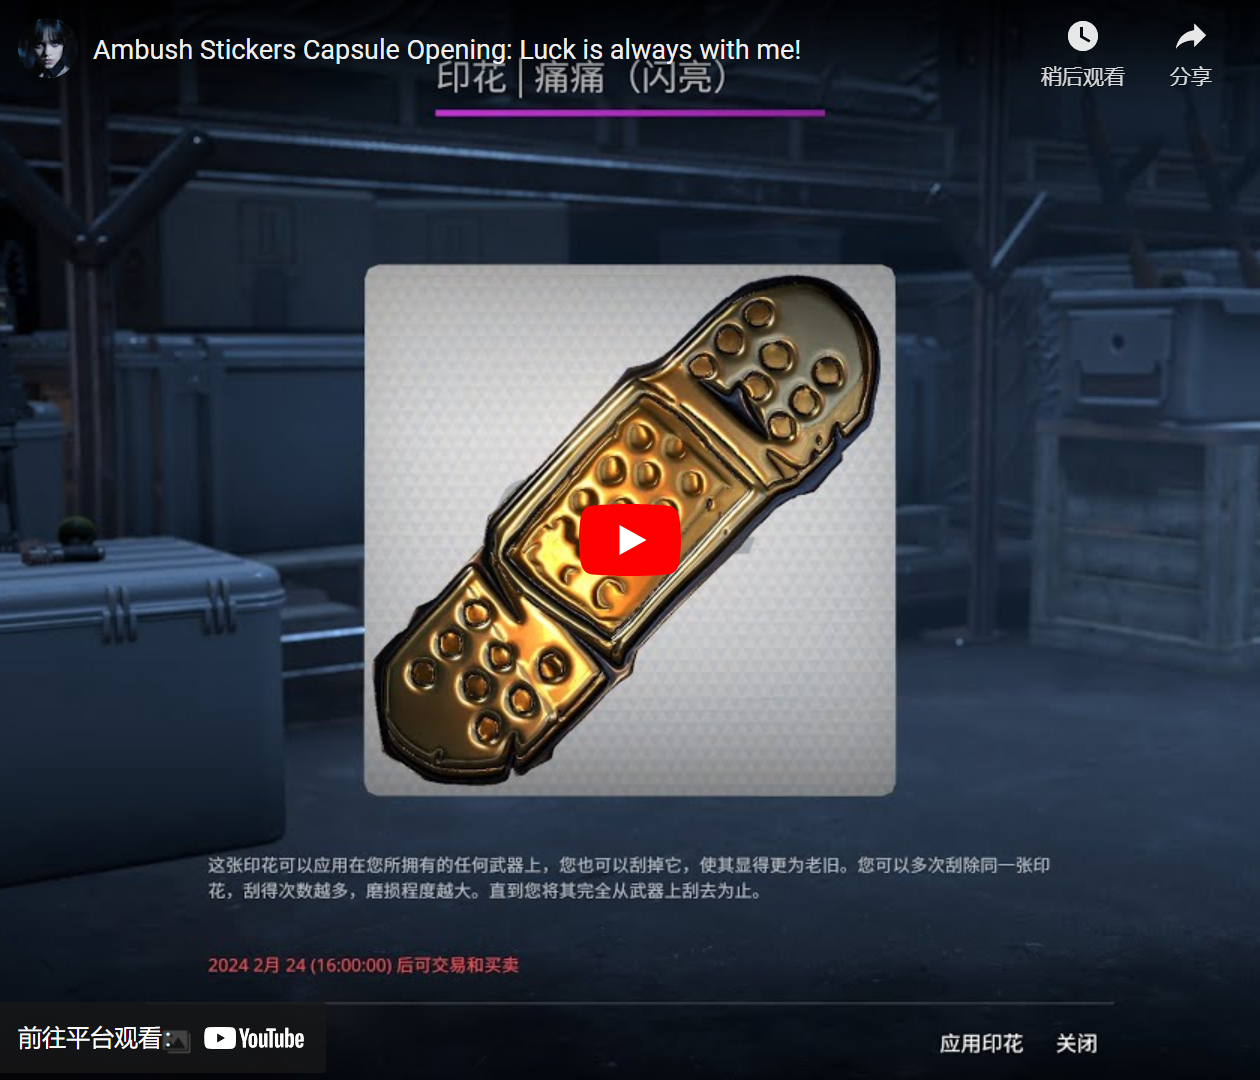 Ambush Stickers Capsule Opening: Luck is always with me!
稍后观看
分享
印花 | 痛痛（闪亮）
这张印花可以应用在您所拥有的任何武器上，您也可以刮掉它，使其显得更为老旧。您可以多次刮除同一张印
花，刮得次数越多，磨损程度越大。直到您将其完全从武器上刮去为止。
2024 2月 24 (16:00:00) 后可交易和买卖
前往平台观看：
YouTube
应用印花
关闭